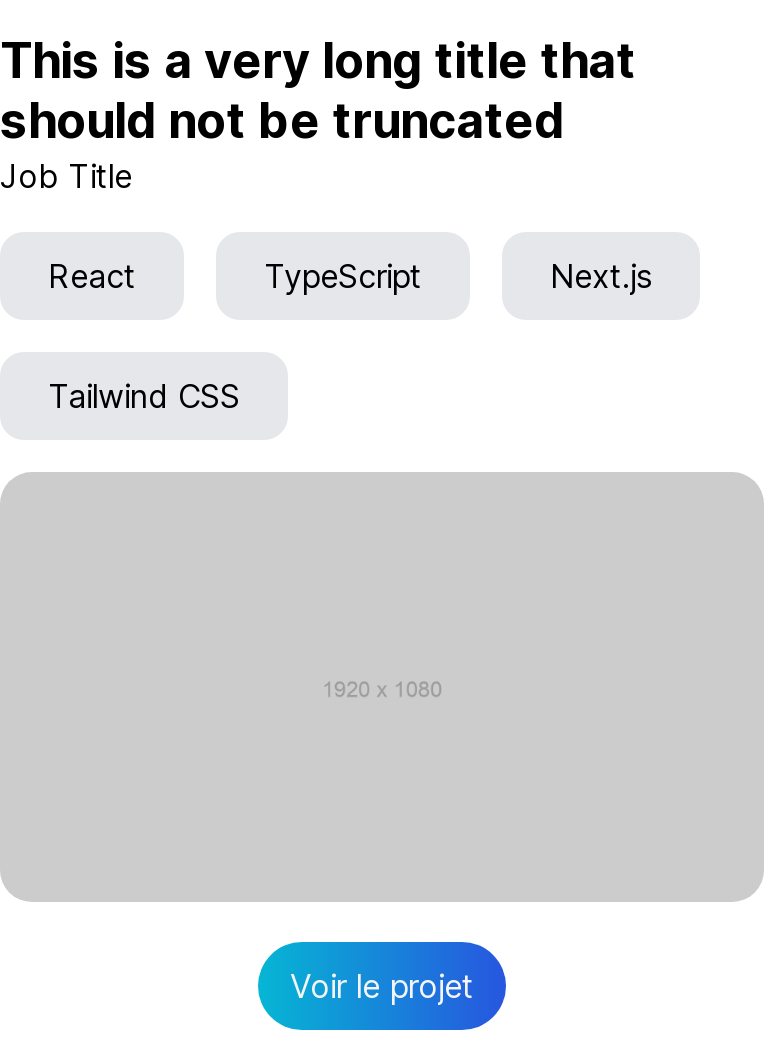 This is a very long title that
should not be truncated
Job Title
React TypeScript Next.js
Tailwind CSS
1920 x 1080
Voir le projet